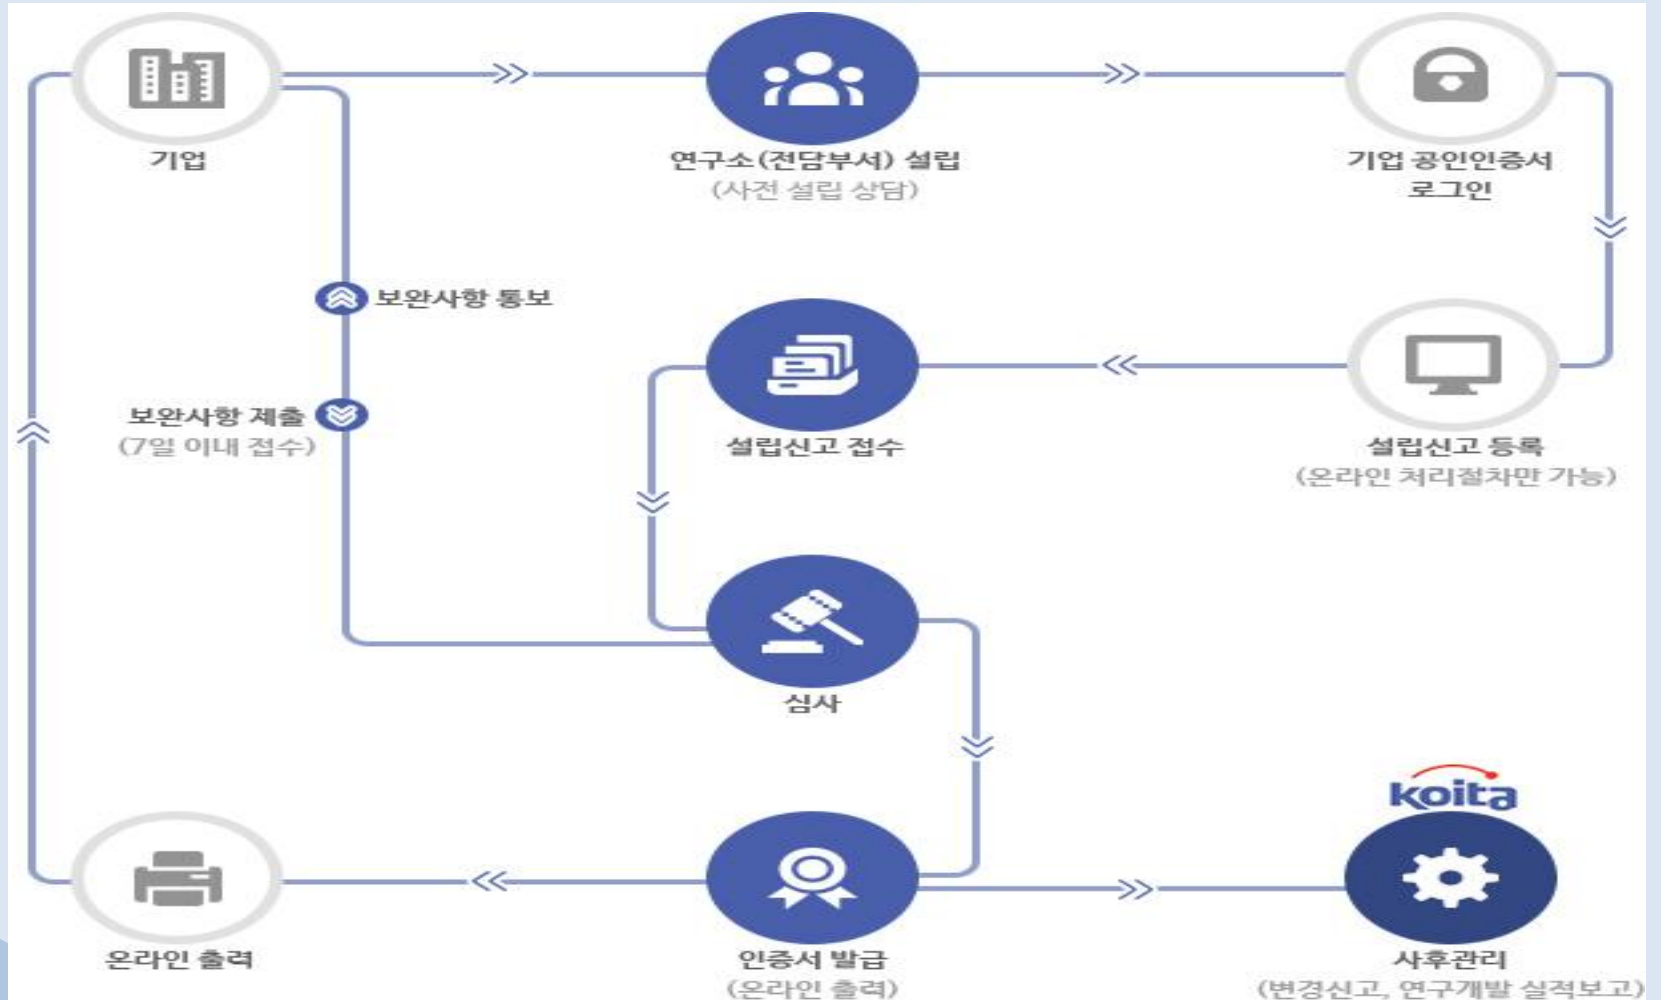 기업
연구소(전담부서) 설립
(사전 설립 상담)
기업 공인인증서
로그인
보완사항 통보
보완사항 제출
(7일 이내 접수)
설립신고 접수
설립신고 등록
(온라인 처리절차만 가능)
심사
koita
온라인 출력
인증서 발급
(온라인 출력)
사후관리
(변경신고, 연구개발 실적보고)